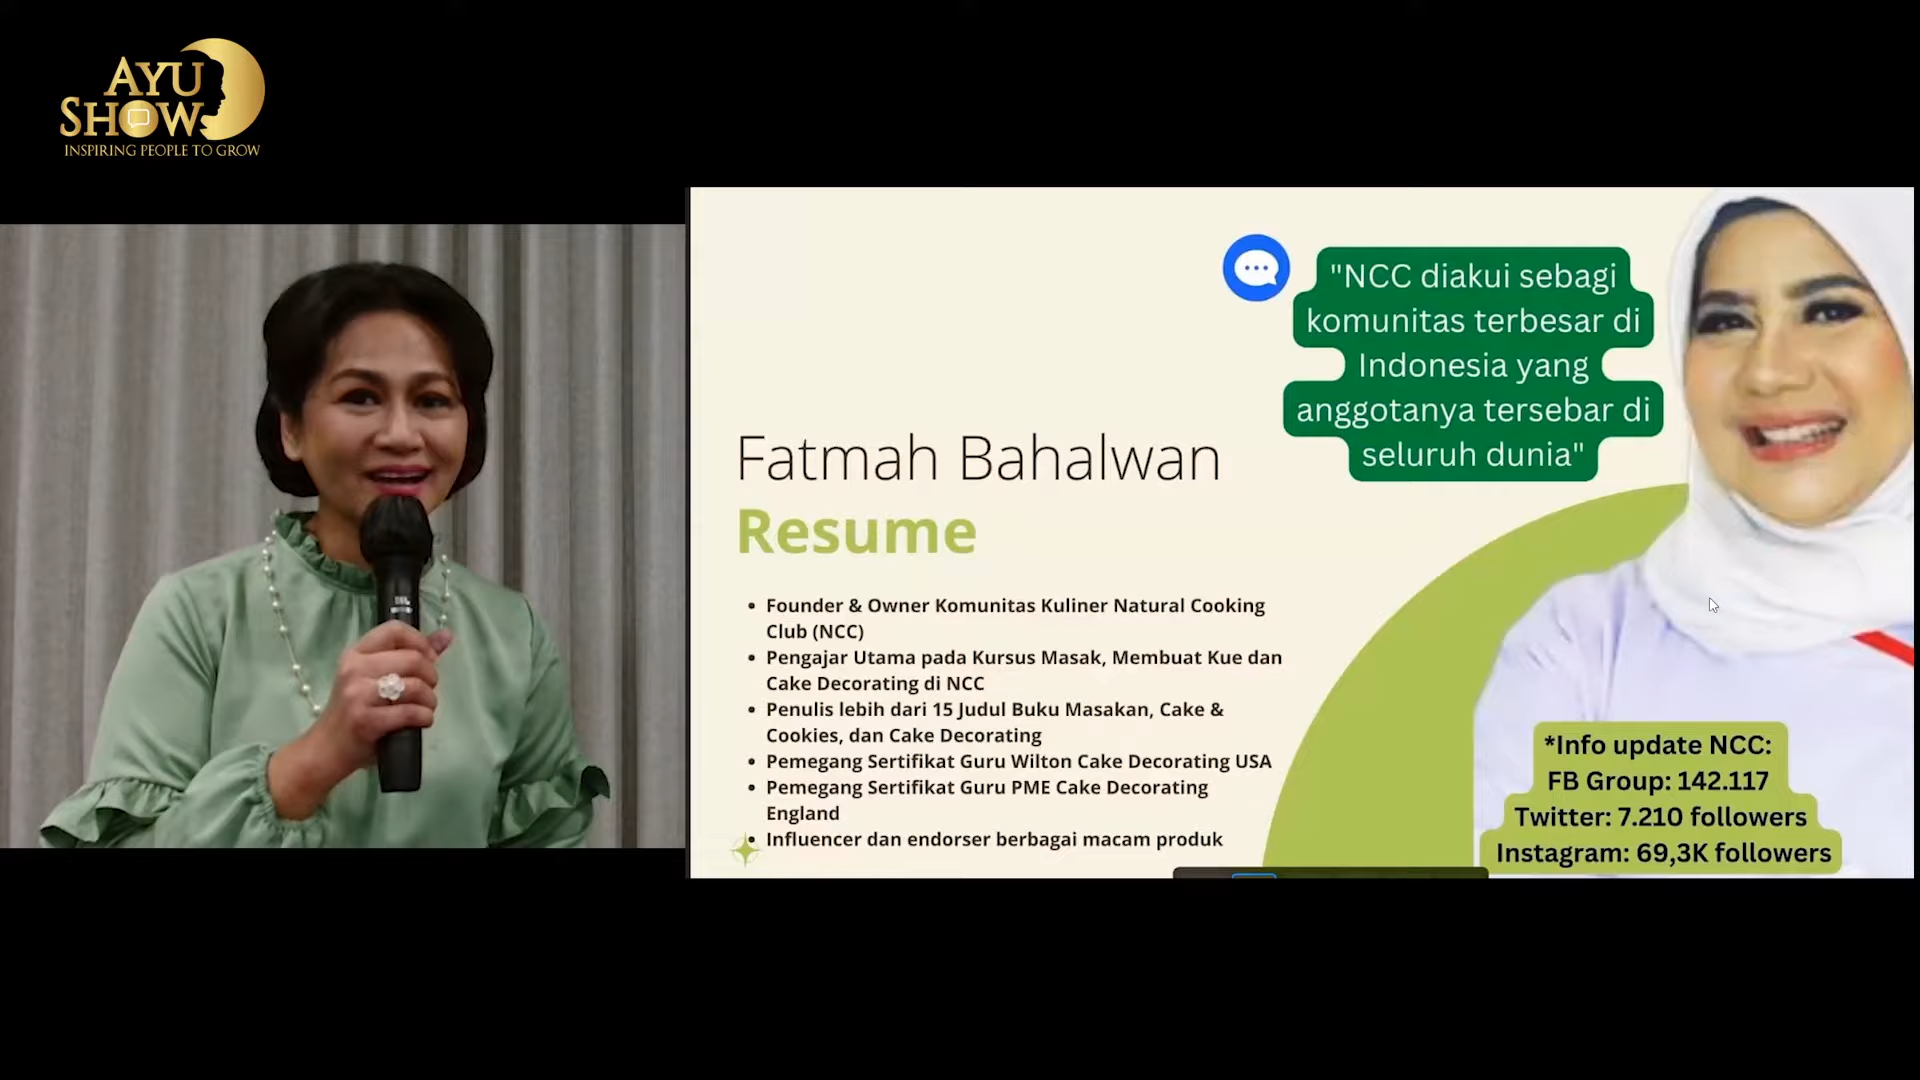 AYU
SHOW
INSPIRING PEOPLE TO GROW
"NCC diakui sebagi
komunitas terbesar di
Indonesia yang
anggotanya tersebar di
seluruh dunia"
Fatmah Bahalwan
Resume
• Founder & Owner Komunitas Kuliner Natural Cooking
Club (NCC)
• Pengajar Utama pada Kursus Masak, Membuat Kue dan
Cake Decorating di NCC
• Penulis lebih dari 15 Judul Buku Masakan, Cake &
Cookies, dan Cake Decorating
• Pemegang Sertifikat Guru Wilton Cake Decorating USA
• Pemegang Sertifikat Guru PME Cake Decorating
England
• Influencer dan endorser berbagai macam produk
*Info update NCC:
FB Group: 142.117
Twitter: 7.210 followers
Instagram: 69,3K followers